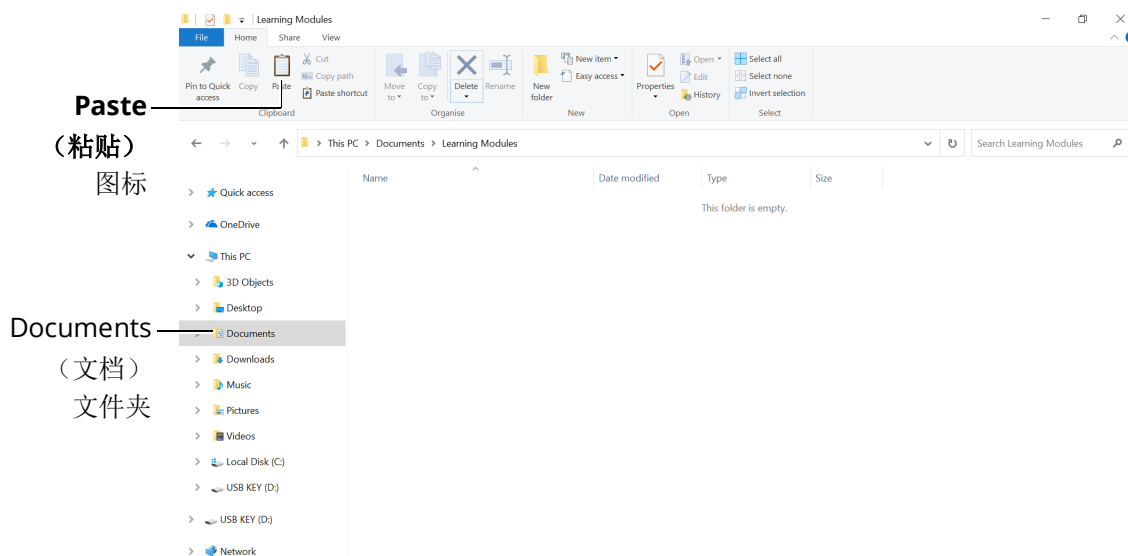 Learning Modules
File Home Share View
Pin to Quick access
Copy
Paste
Cut
Copy path
Paste shortcut
Clipboard
Move to
Copy to
Delete
Rename
Organise
New folder
New item
Easy access
New
Properties
Open
Edit
History
Open
Select all
Select none
Invert selection
Select
Paste
（粘贴）
图标
This PC > Documents > Learning Modules
Search Learning Modules
Name Date modified Type Size
This folder is empty.
Quick access
OneDrive
This PC
3D Objects
Desktop
Documents
Downloads
Music
Pictures
Videos
Local Disk (C:)
USB KEY (D:)
USB KEY (D:)
Network
Documents
（文档）
文件夹